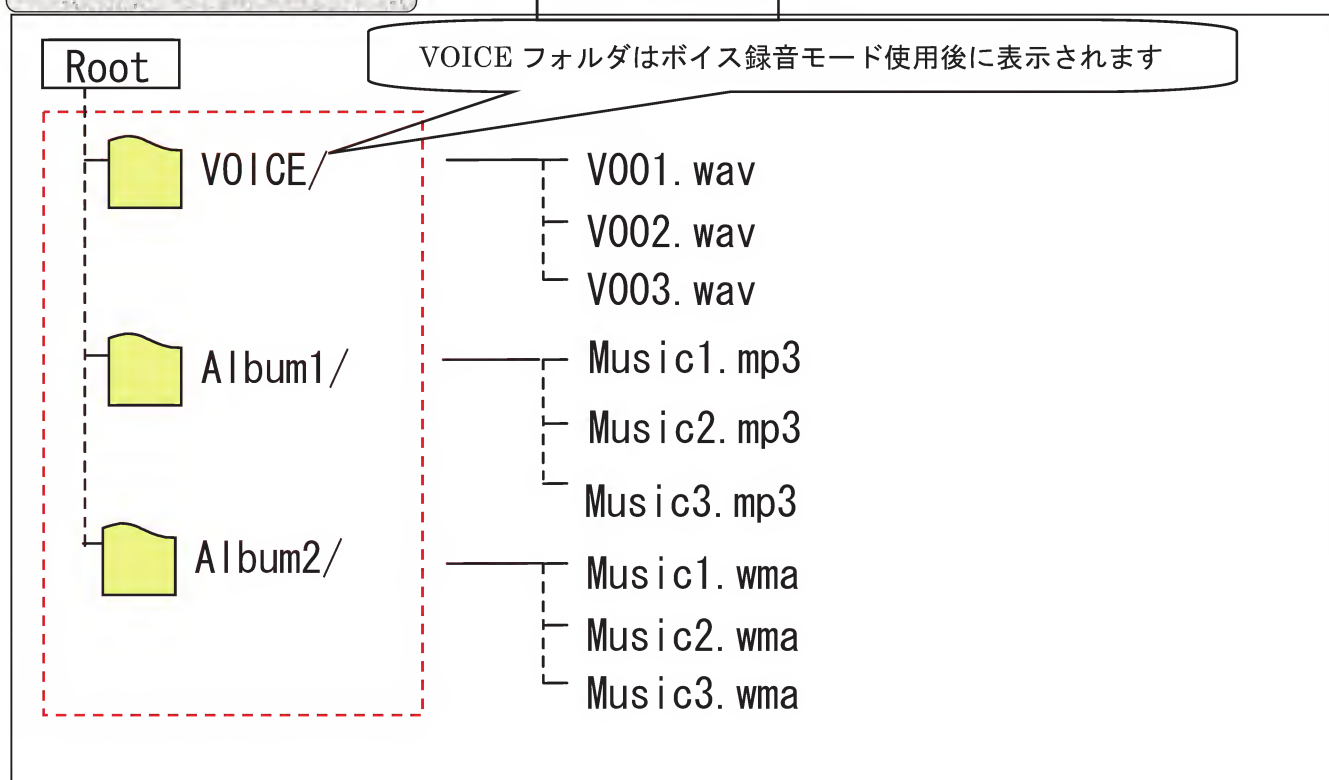 Root
VOICE フォルダはボイス録音モード使用後に表示されます
VOICE/
V001.wav
V002.wav
V003.wav
Album1/
Music1.mp3
Music2.mp3
Music3.mp3
Album2/
Music1.wma
Music2.wma
Music3.wma